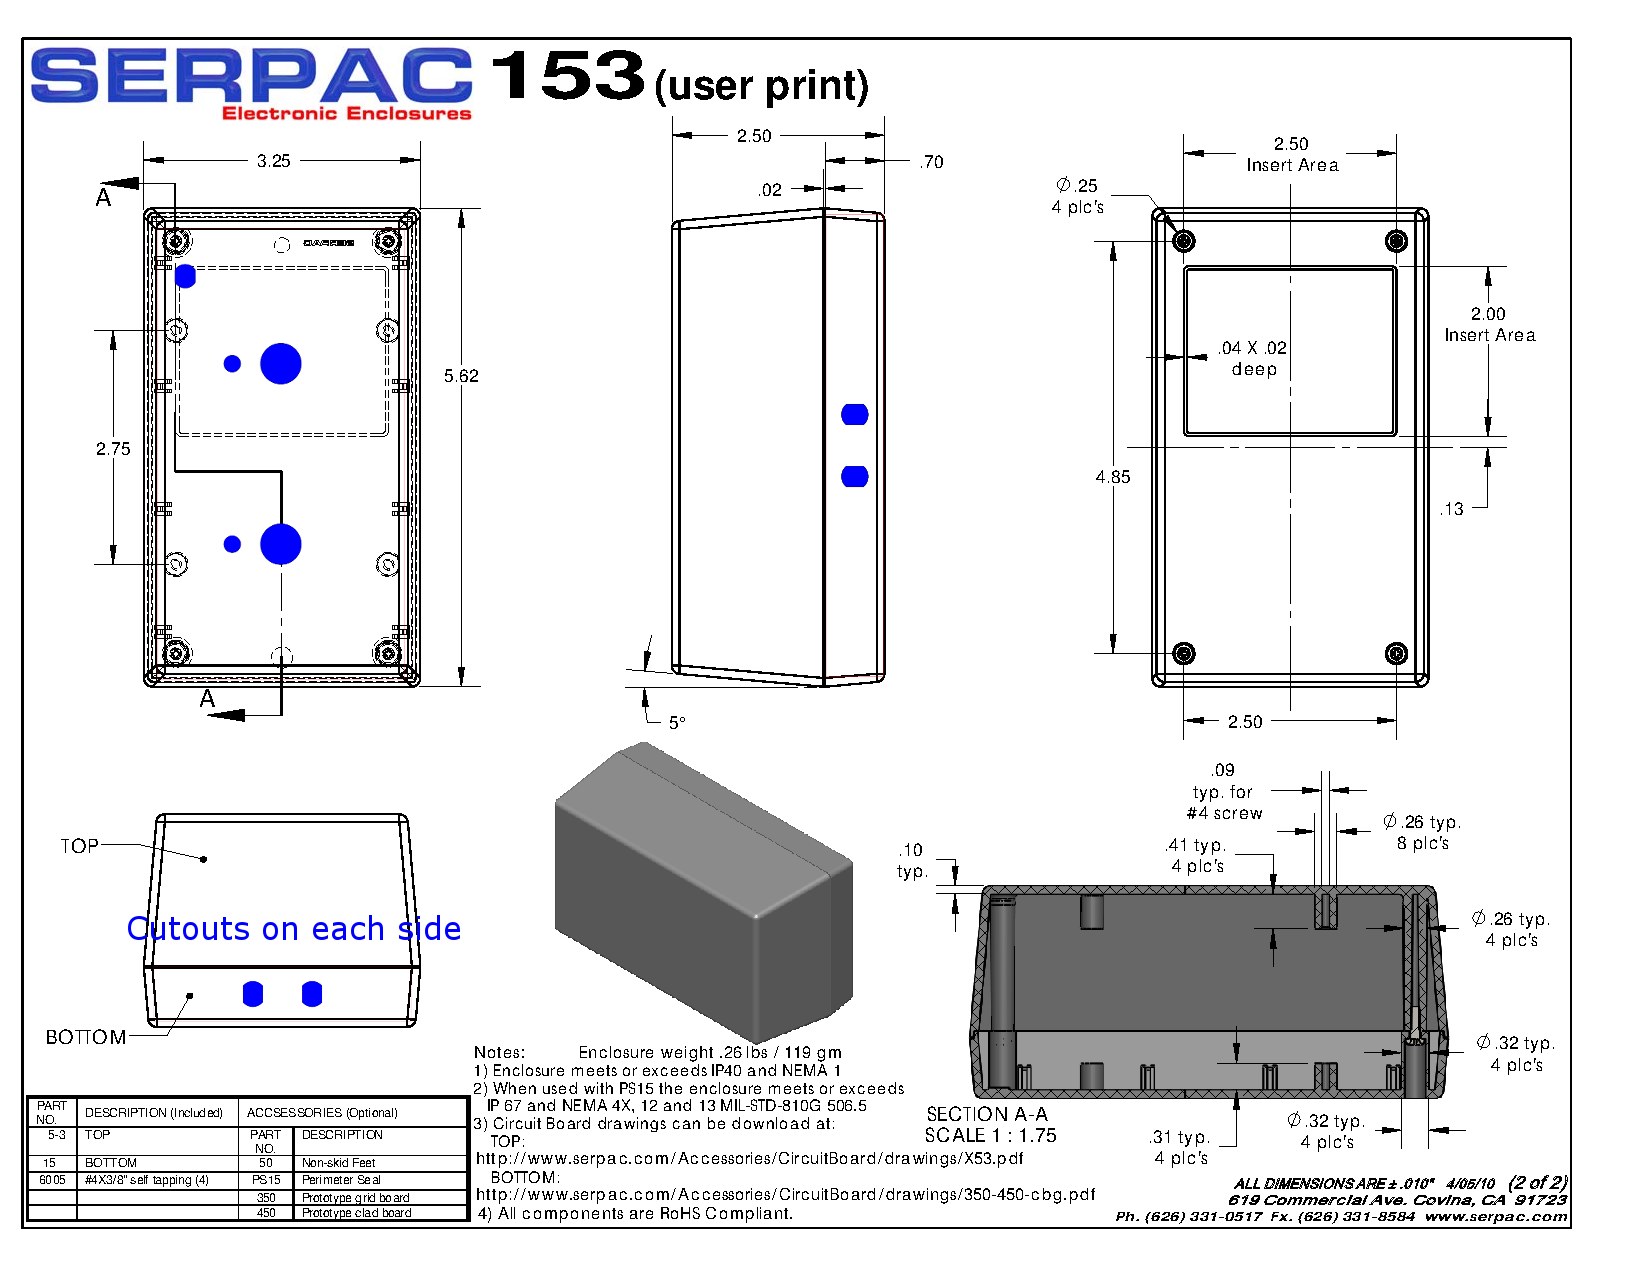 SERPAC 153 (user print)
Electronic Enclosures
3.25
A
SERPAC
5.62
2.75
A
2.50
.70
.02
5°
2.50
Insert Area
Ø.25
4 plc's
2.00
Insert Area
.04 X .02
deep
4.85
.13
2.50
TOP
Cutouts on each side
BOTTOM
.09
typ. for
#4 screw
Ø.26 typ.
8 plc's
.41 typ.
4 plc's
.10
typ.
Ø.26 typ.
4 plc's
Ø.32 typ.
4 plc's
Ø.32 typ.
4 plc's
.31 typ.
4 plc's
SECTION A-A
SCALE 1 : 1.75
Notes: Enclosure weight .26 lbs / 119 gm
1) Enclosure meets or exceeds IP40 and NEMA 1
2) When used with PS15 the enclosure meets or exceeds
IP 67 and NEMA 4X, 12 and 13 MIL-STD-810G 506.5
3) Circuit Board drawings can be download at:
TOP:
http://www.serpac.com/Accessories/CircuitBoard/drawings/X53.pdf
BOTTOM:
http://www.serpac.com/Accessories/CircuitBoard/drawings/350-450-cbg.pdf
4) All components are RoHS Compliant.
PART NO. DESCRIPTION (Included) ACCSESSORIES (Optional)
5-3 TOP PART NO. DESCRIPTION
15 BOTTOM 50 Non-skid Feet
6005 #4X3/8" self tapping (4) PS15 Perimeter Seal
350 Prototype grid board
450 Prototype clad board
ALL DIMENSIONS ARE ± .010" 4/05/10 (2 of 2)
619 Commercial Ave. Covina, CA 91723
Ph. (626) 331-0517 Fx. (626) 331-8584 www.serpac.com